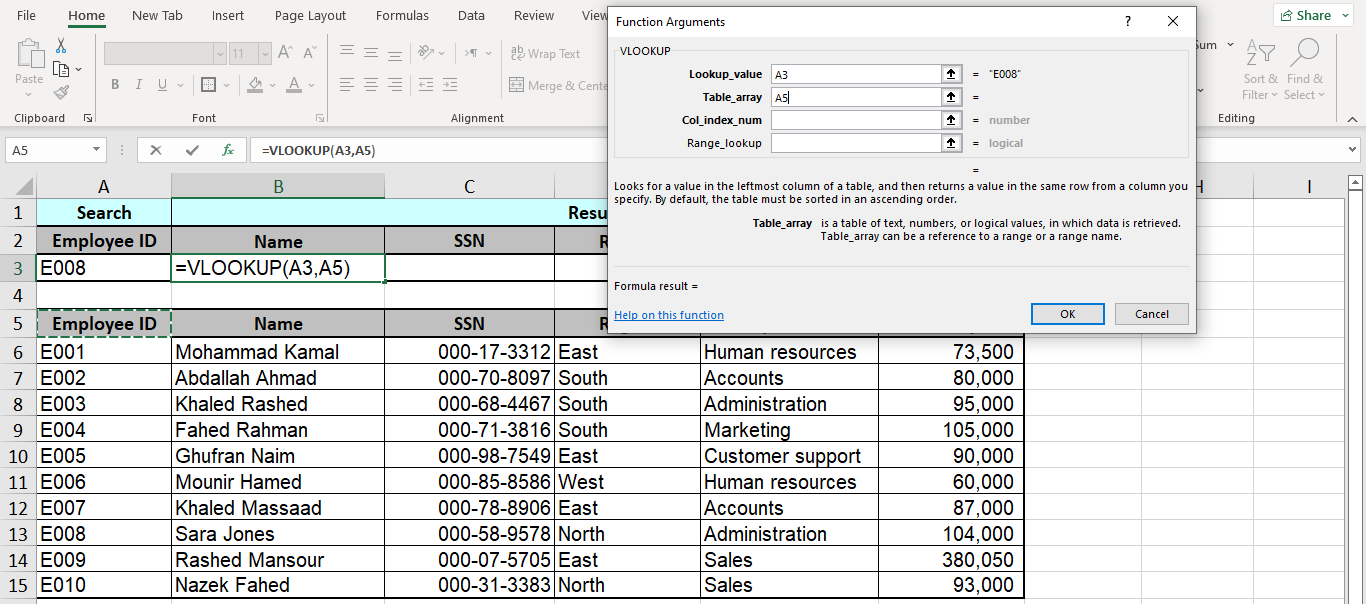 File Home New Tab Insert Page Layout Formulas Data Review View Share
Function Arguments ? 
11 A A ab Wrap Text
Paste B I U A Merge & Cente
Sort & Find &
Filter Select
Clipboard Font Alignment Editing
VLOOKUP
Lookup_value A3 = "E008"
Table_array A5 =
Col_index_num = number
Range_lookup = logical
=
Looks for a value in the leftmost column of a table, and then returns a value in the same row from a column you
specify. By default, the table must be sorted in an ascending order.
Table_array is a table of text, numbers, or logical values, in which data is retrieved.
Table_array can be a reference to a range or a range name.
Formula result =
Help on this function OK Cancel
A5 fx =VLOOKUP(A3,A5)
A B C H I
1 Search Resu
2 Employee ID Name SSN R
3 E008 =VLOOKUP(A3,A5)
4
5 Employee ID Name SSN
6 E001 Mohammad Kamal 000-17-3312 East Human resources 73,500
7 E002 Abdallah Ahmad 000-70-8097 South Accounts 80,000
8 E003 Khaled Rashed 000-68-4467 South Administration 95,000
9 E004 Fahed Rahman 000-71-3816 South Marketing 105,000
10 E005 Ghufran Naim 000-98-7549 East Customer support 90,000
11 E006 Mounir Hamed 000-85-8586 West Human resources 60,000
12 E007 Khaled Massaad 000-78-8906 East Accounts 87,000
13 E008 Sara Jones 000-58-9578 North Administration 104,000
14 E009 Rashed Mansour 000-07-5705 East Sales 380,050
15 E010 Nazek Fahed 000-31-3383 North Sales 93,000